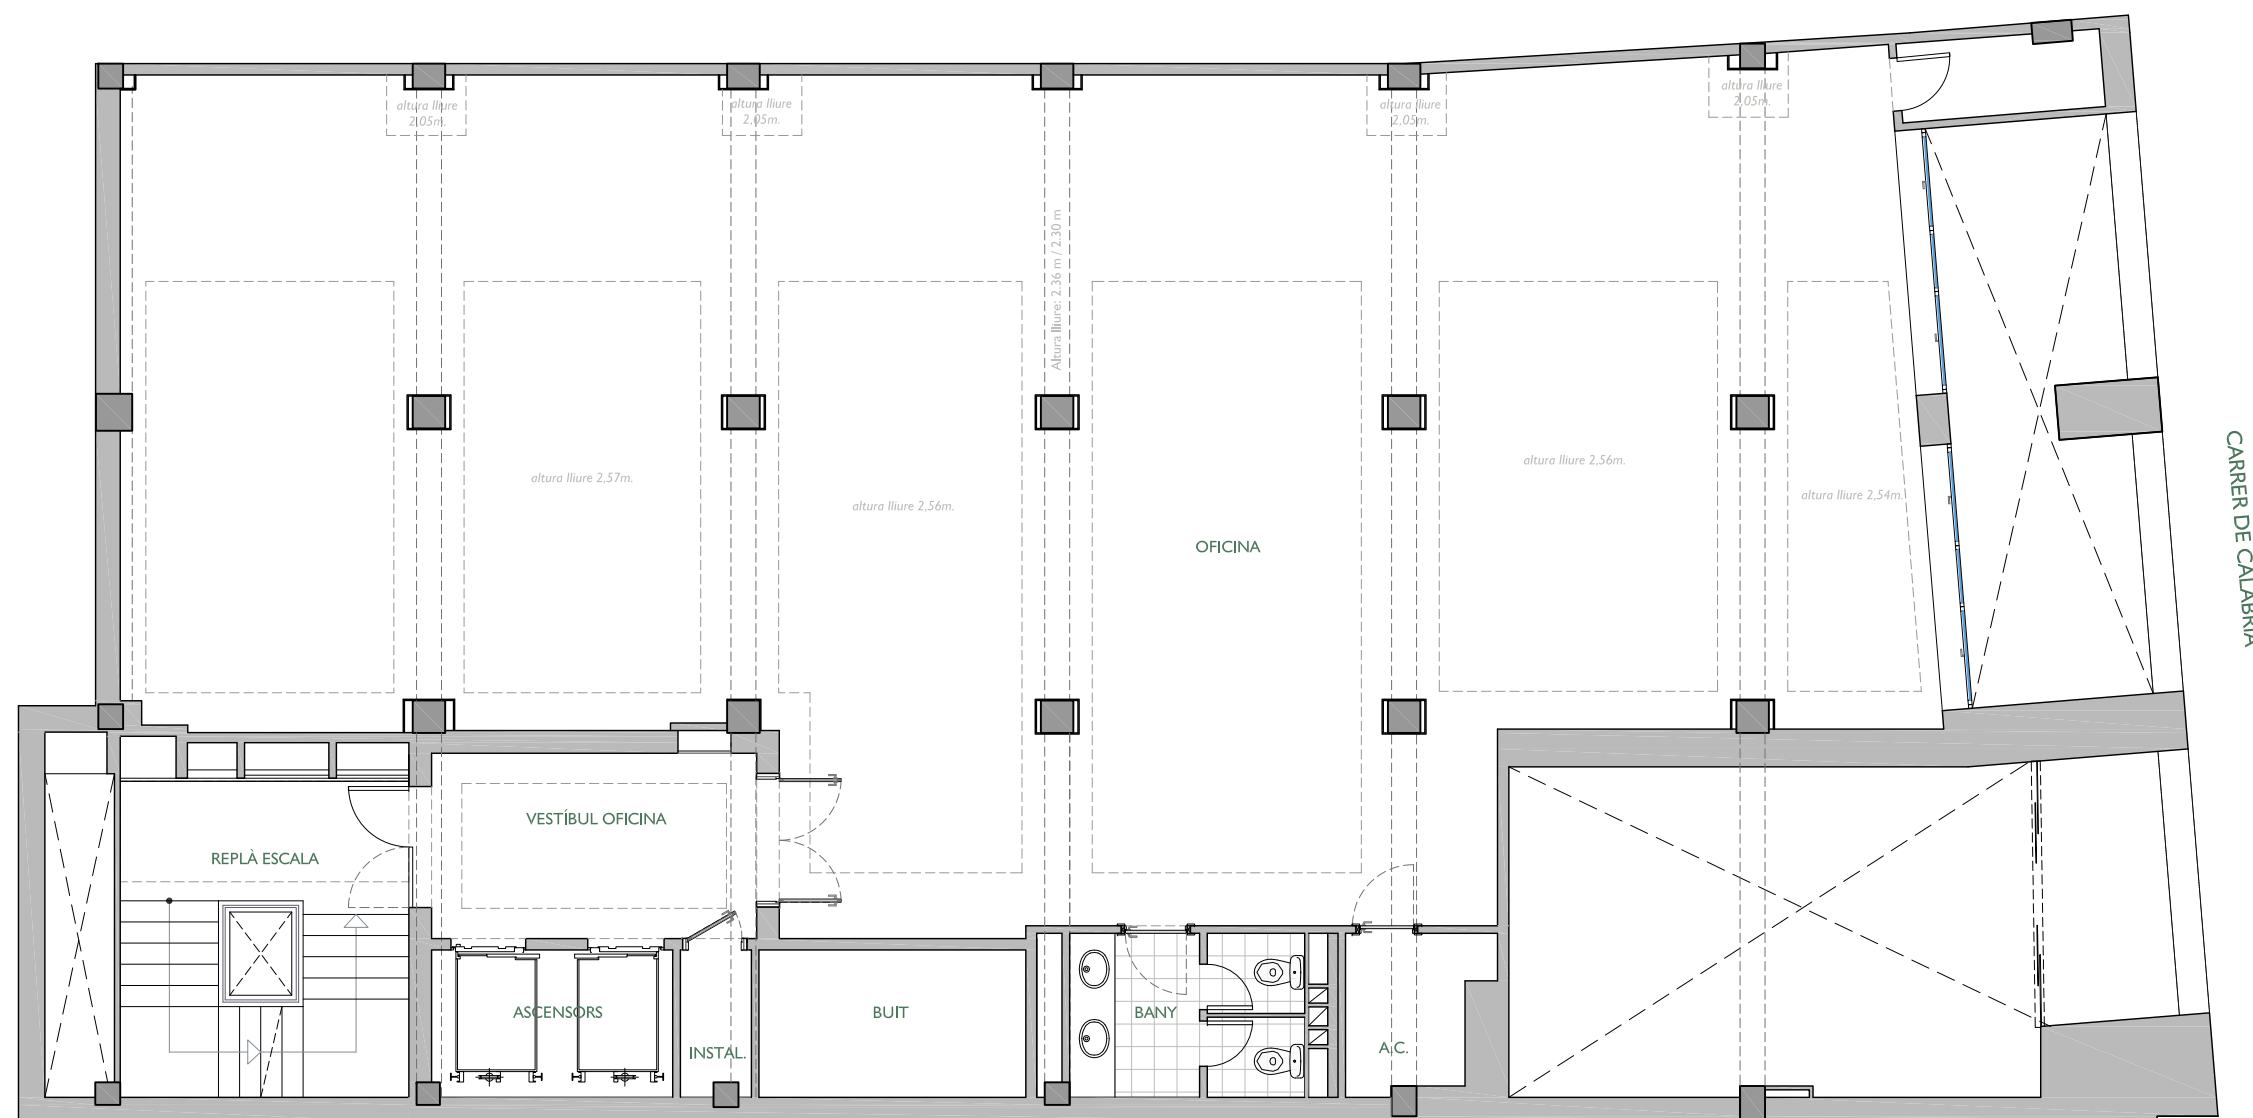 altura lliure
2,05m.
altura lliure
2,05m.
altura lliure
2,05m.
altura lliure
2,05m.
Altura lliure: 2.36 m / 2.30 m
altura lliure 2,57m.
altura lliure 2,56m.
altura lliure 2,56m.
altura lliure 2,54m.
OFICINA
CARRER DE CALABRIA
VESTÍBUL OFICINA
REPLÀ ESCALA
ASCENSORS
INSTAL.
BUIT
BANY
A.C.